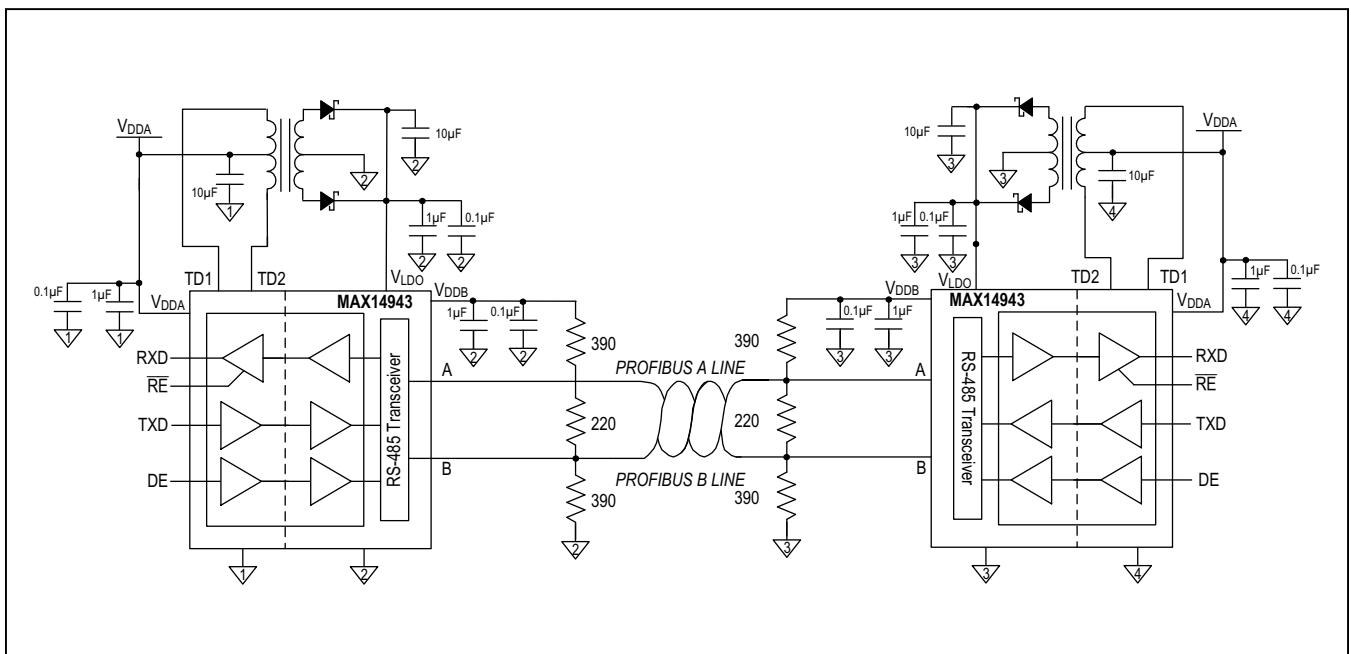 VDDA
10µF
2
10µF
1
2
1µF
0.1µF
2
2
0.1µF
1µF
1
1
TD1
TD2
VLDO
VDDA
MAX14943
VDDB
1µF
0.1µF
2
2
390
220
390
2
RXD
RE
TXD
DE
RS-485 Transceiver
A
B
1
2
PROFIBUS A LINE
PROFIBUS B LINE
10µF
3
3
VDDA
10µF
4
1µF
0.1µF
3
3
VLDO
TD2
TD1
VDDA
1µF
0.1µF
4
4
VDDB
MAX14943
0.1µF
1µF
3
3
390
220
390
3
A
B
RS-485 Transceiver
RXD
RE
TXD
DE
3
4